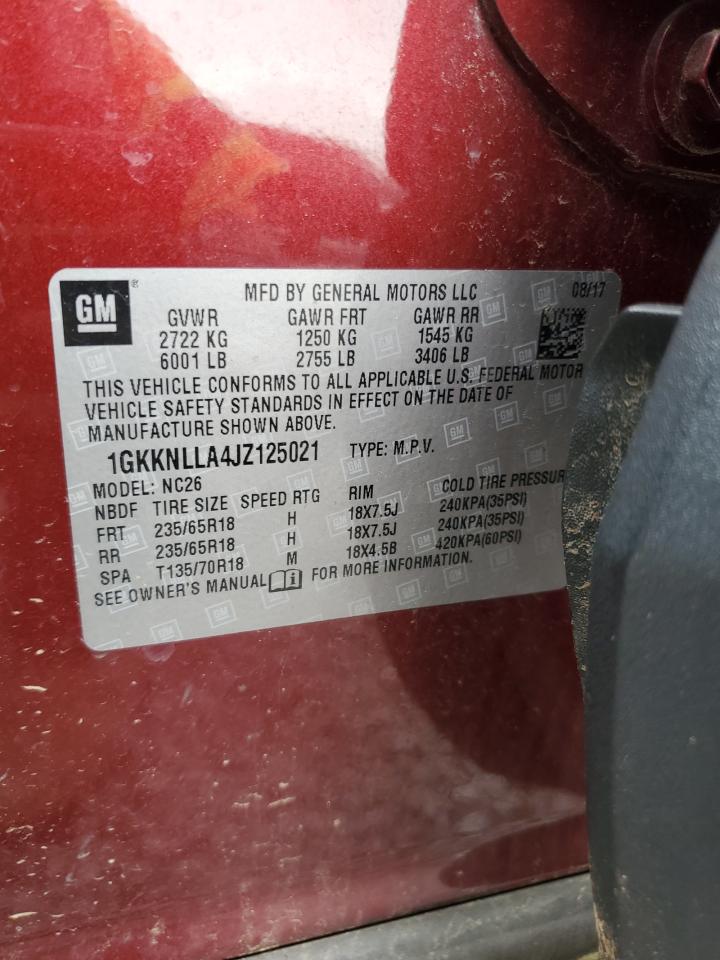 GM ® MFD BY GENERAL MOTORS LLC 08/17
GVWR GAWR FRT GAWR RR
2722 KG 1250 KG 1545 KG
6001 LB 2755 LB 3406 LB
THIS VEHICLE CONFORMS TO ALL APPLICABLE U.S. FEDERAL MOTOR
VEHICLE SAFETY STANDARDS IN EFFECT ON THE DATE OF
MANUFACTURE SHOWN ABOVE.
1GKKNLLA4JZ125021 TYPE: M.P.V.
MODEL: NC26
NBDF TIRE SIZE SPEED RTG RIM COLD TIRE PRESSUR
FRT 235/65R18 H 18X7.5J 240KPA(35PSI)
RR 235/65R18 H 18X7.5J 240KPA(35PSI)
SPA T135/70R18 M 18X4.5B 420KPA(60PSI)
SEE OWNER'S MANUAL i FOR MORE INFORMATION.